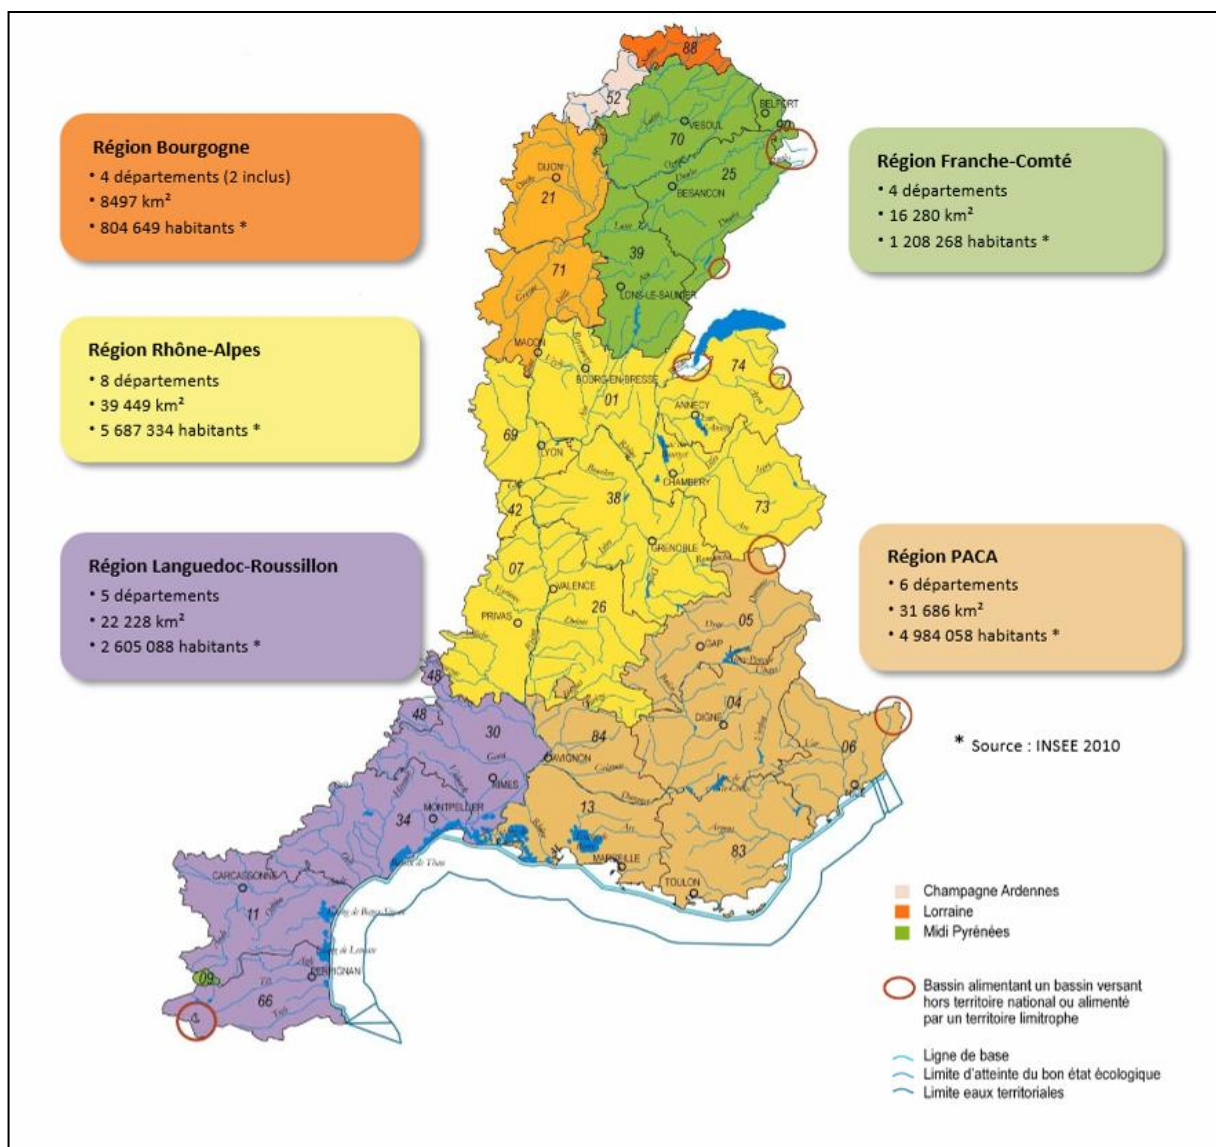 88
52
BELFORT
90
VESOUL
70
Région Bourgogne
• 4 départements (2 inclus)
• 8497 km²
• 804 649 habitants *
Région Franche-Comté
• 4 départements
• 16 280 km²
• 1 208 268 habitants *
DIJON
21
25
BESANCON
39
71
LONS-LE-SAUNIER
Région Rhône-Alpes
• 8 départements
• 39 449 km²
• 5 687 334 habitants *
MACON
BOURG-EN-BRESSE
74
01
ANNECY
69
LYON
CHAMBERY
38
42
73
GRENOBLE
Région Languedoc-Roussillon
• 5 départements
• 22 228 km²
• 2 605 088 habitants *
Région PACA
• 6 départements
• 31 686 km²
• 4 984 058 habitants *
07
VALENCE
26
PRIVAS
05
GAP
48
48
04
30
DIGNE
84
06
AVIGNON
* Source : INSEE 2010
NIMES
13
34
MONTPELLIER
83
MARSEILLE
CARCASSONNE
TOULON
11
09
PERPIGNAN
66
Champagne Ardennes
Lorraine
Midi Pyrénées
Bassin alimentant un bassin versant
hors territoire national ou alimenté
par un territoire limitrophe
Ligne de base
Limite d'atteinte du bon état écologique
Limite eaux territoriales